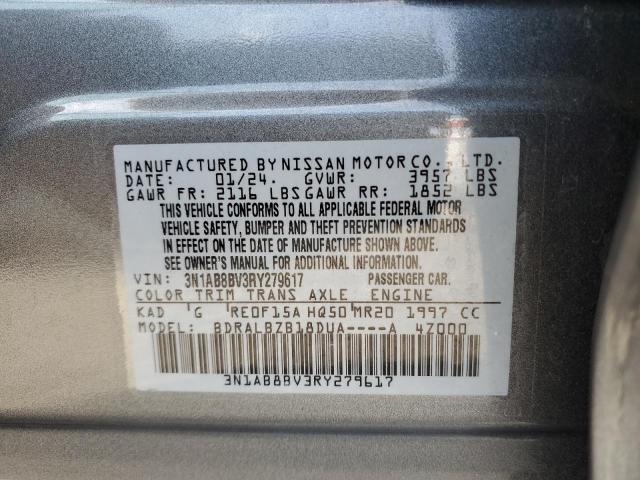 MANUFACTURED BY NISSAN MOTOR CO., LTD.
DATE: 01/24. GVWR: 3957 LBS
GAWR FR: 2116 LBS GAWR RR: 1852 LBS
THIS VEHICLE CONFORMS TO ALL APPLICABLE FEDERAL MOTOR
VEHICLE SAFETY, BUMPER AND THEFT PREVENTION STANDARDS
IN EFFECT ON THE DATE OF MANUFACTURE SHOWN ABOVE.
SEE OWNER'S MANUAL FOR ADDITIONAL INFORMATION.
VIN: 3N1AB8BV3RY279617 PASSENGER CAR.
COLOR TRIM TRANS AXLE ENGINE
KAD G RE0F15A HQ50 MR20 1997 CC
MODEL: BDRALBZB18DUA----A 4Z000
3N1AB8BV3RY279617